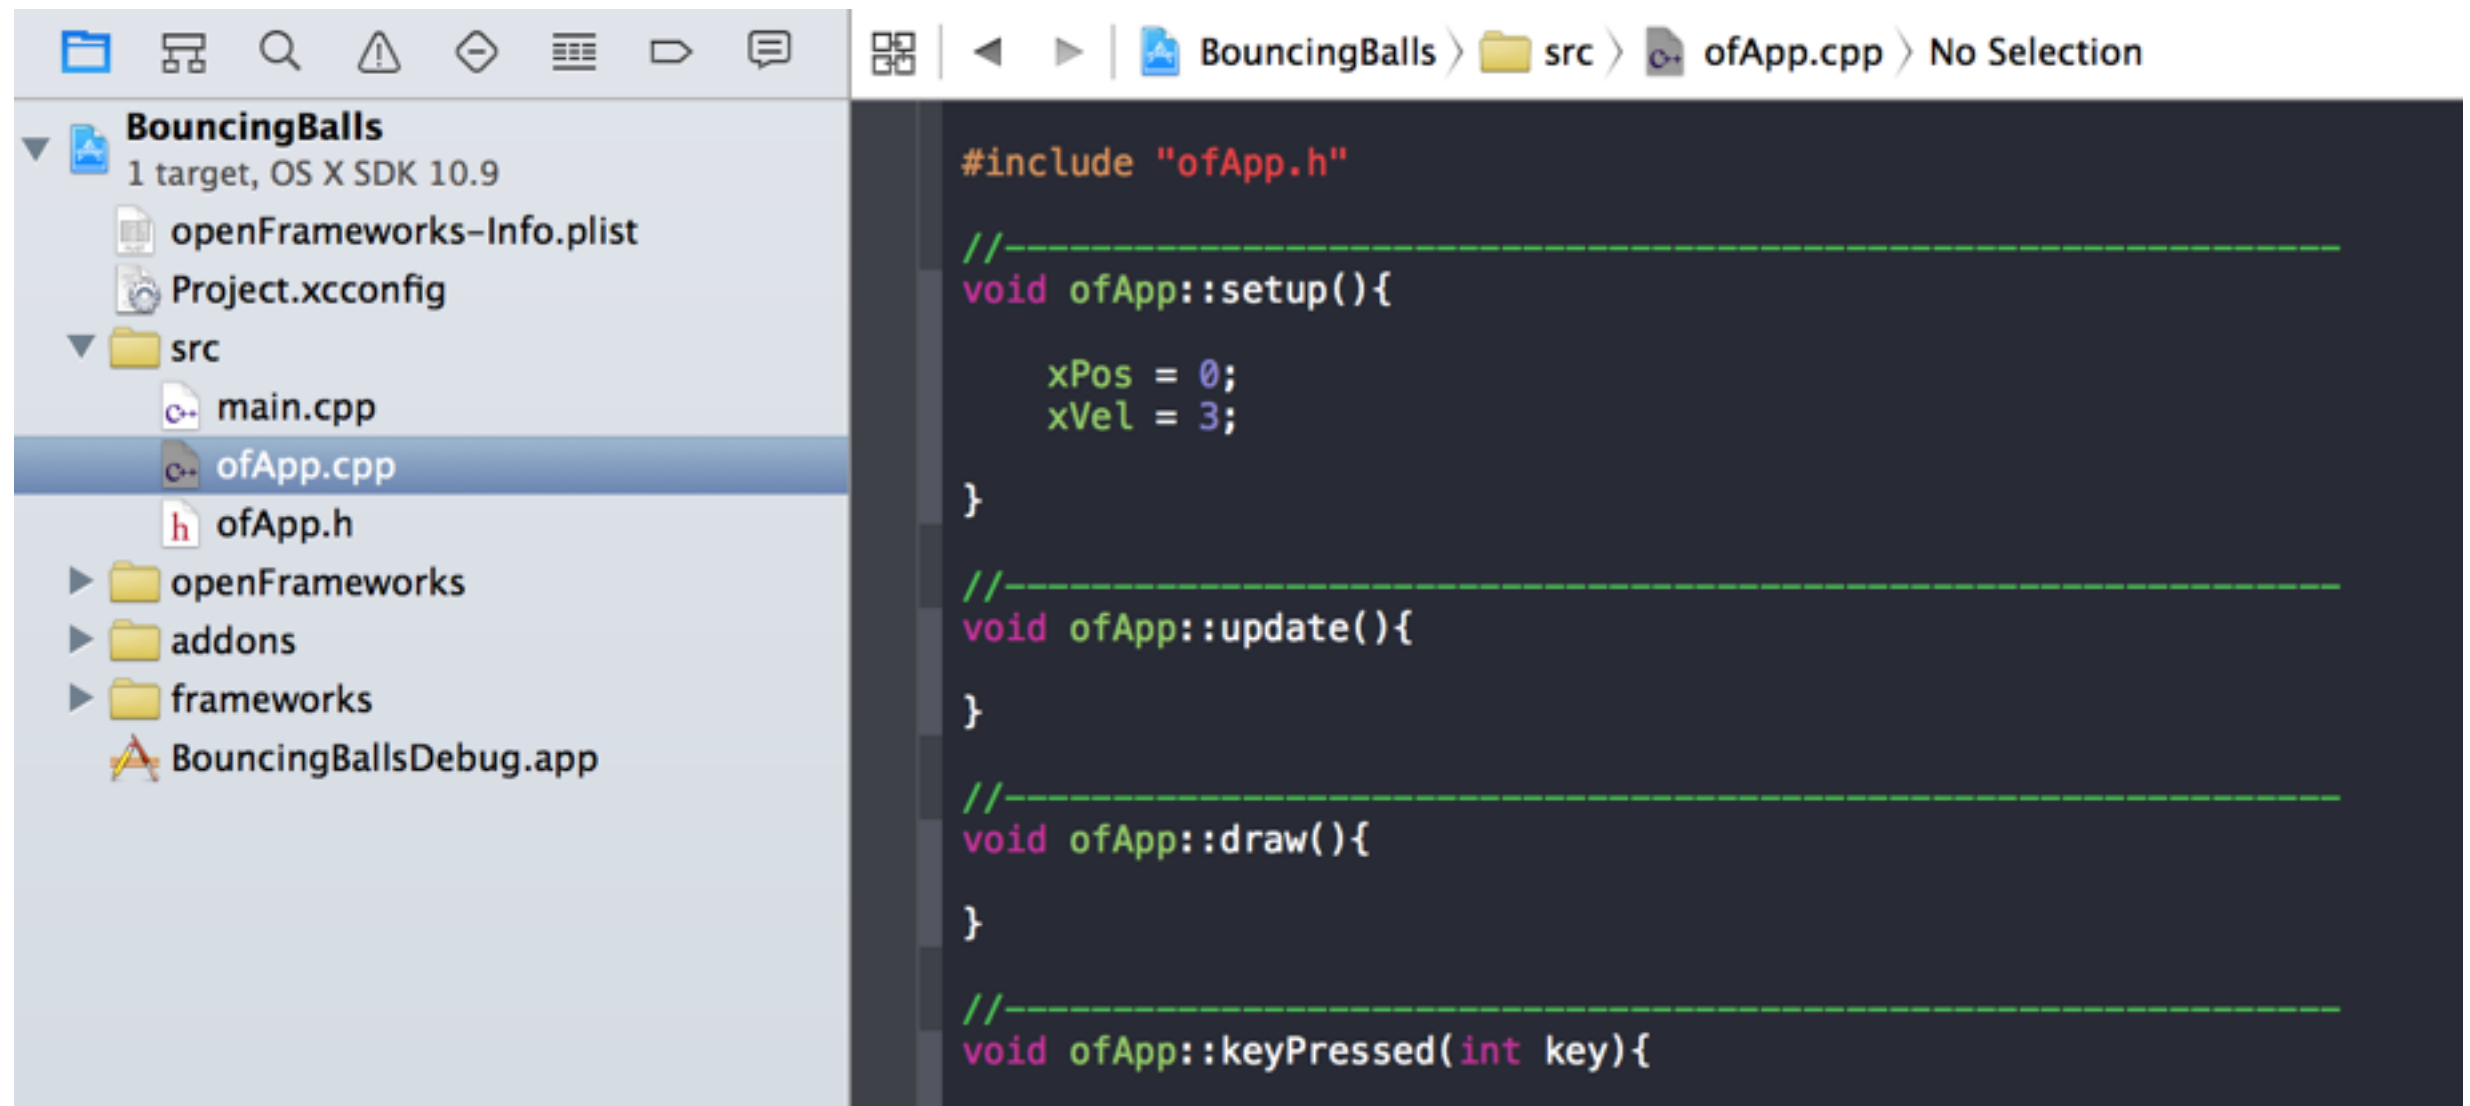 BouncingBalls
1 target, OS X SDK 10.9
openFrameworks-Info.plist
Project.xcconfig
src
main.cpp
ofApp.cpp
ofApp.h
openFrameworks
addons
frameworks
BouncingBallsDebug.app
BouncingBalls 〉 src 〉 ofApp.cpp 〉 No Selection
#include "ofApp.h"
//--------------------------------------------------------------
void ofApp::setup(){
xPos = 0;
xVel = 3;
}
//--------------------------------------------------------------
void ofApp::update(){
}
//--------------------------------------------------------------
void ofApp::draw(){
}
//--------------------------------------------------------------
void ofApp::keyPressed(int key){